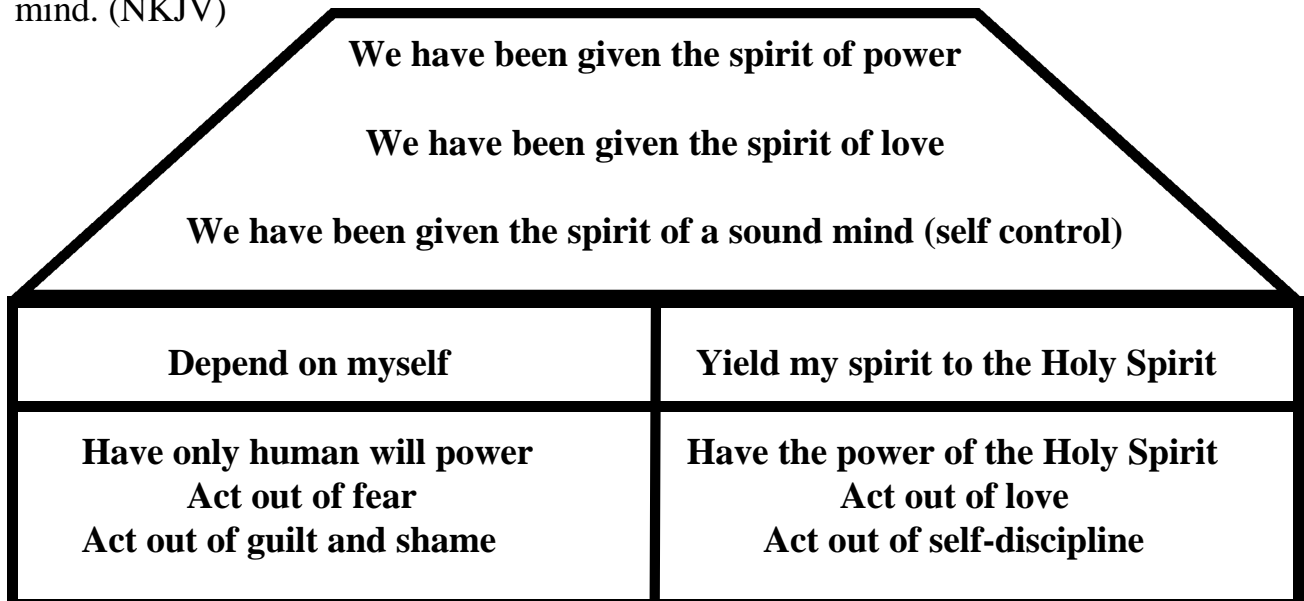 mind. (NKJV)
We have been given the spirit of power
We have been given the spirit of love
We have been given the spirit of a sound mind (self control)
Depend on myself
Yield my spirit to the Holy Spirit
Have only human will power
Act out of fear
Act out of guilt and shame
Have the power of the Holy Spirit
Act out of love
Act out of self-discipline